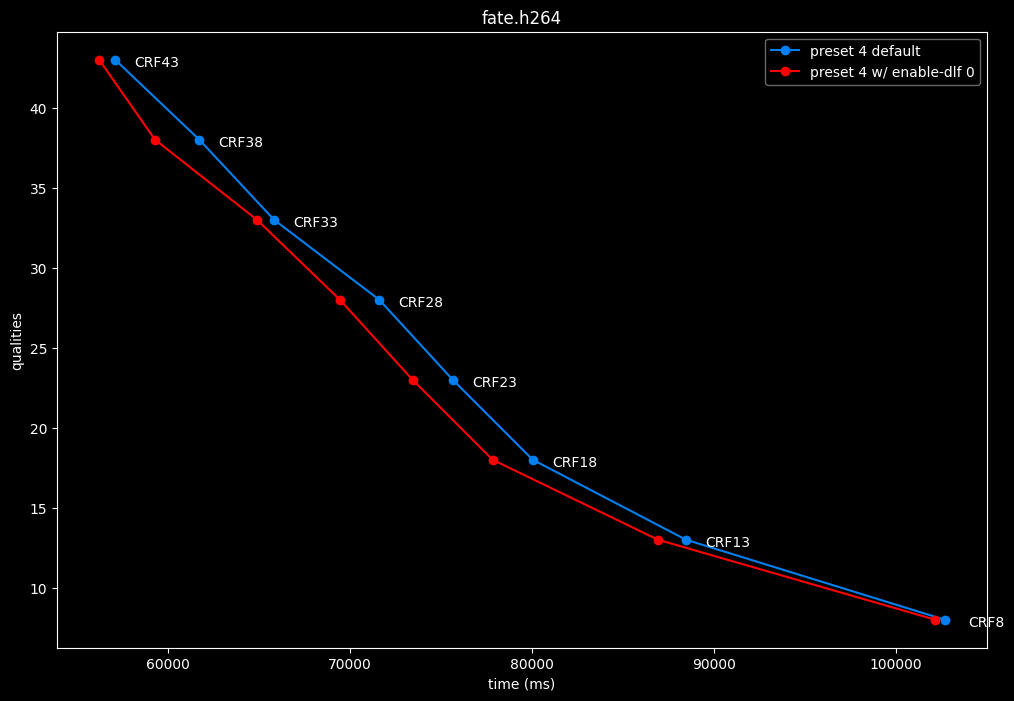 fate.h264
preset 4 default
preset 4 w/ enable-dlf 0
CRF43
CRF38
CRF33
CRF28
CRF23
CRF18
CRF13
CRF8
qualities
40
35
30
25
20
15
10
60000
70000
80000
90000
100000
time (ms)